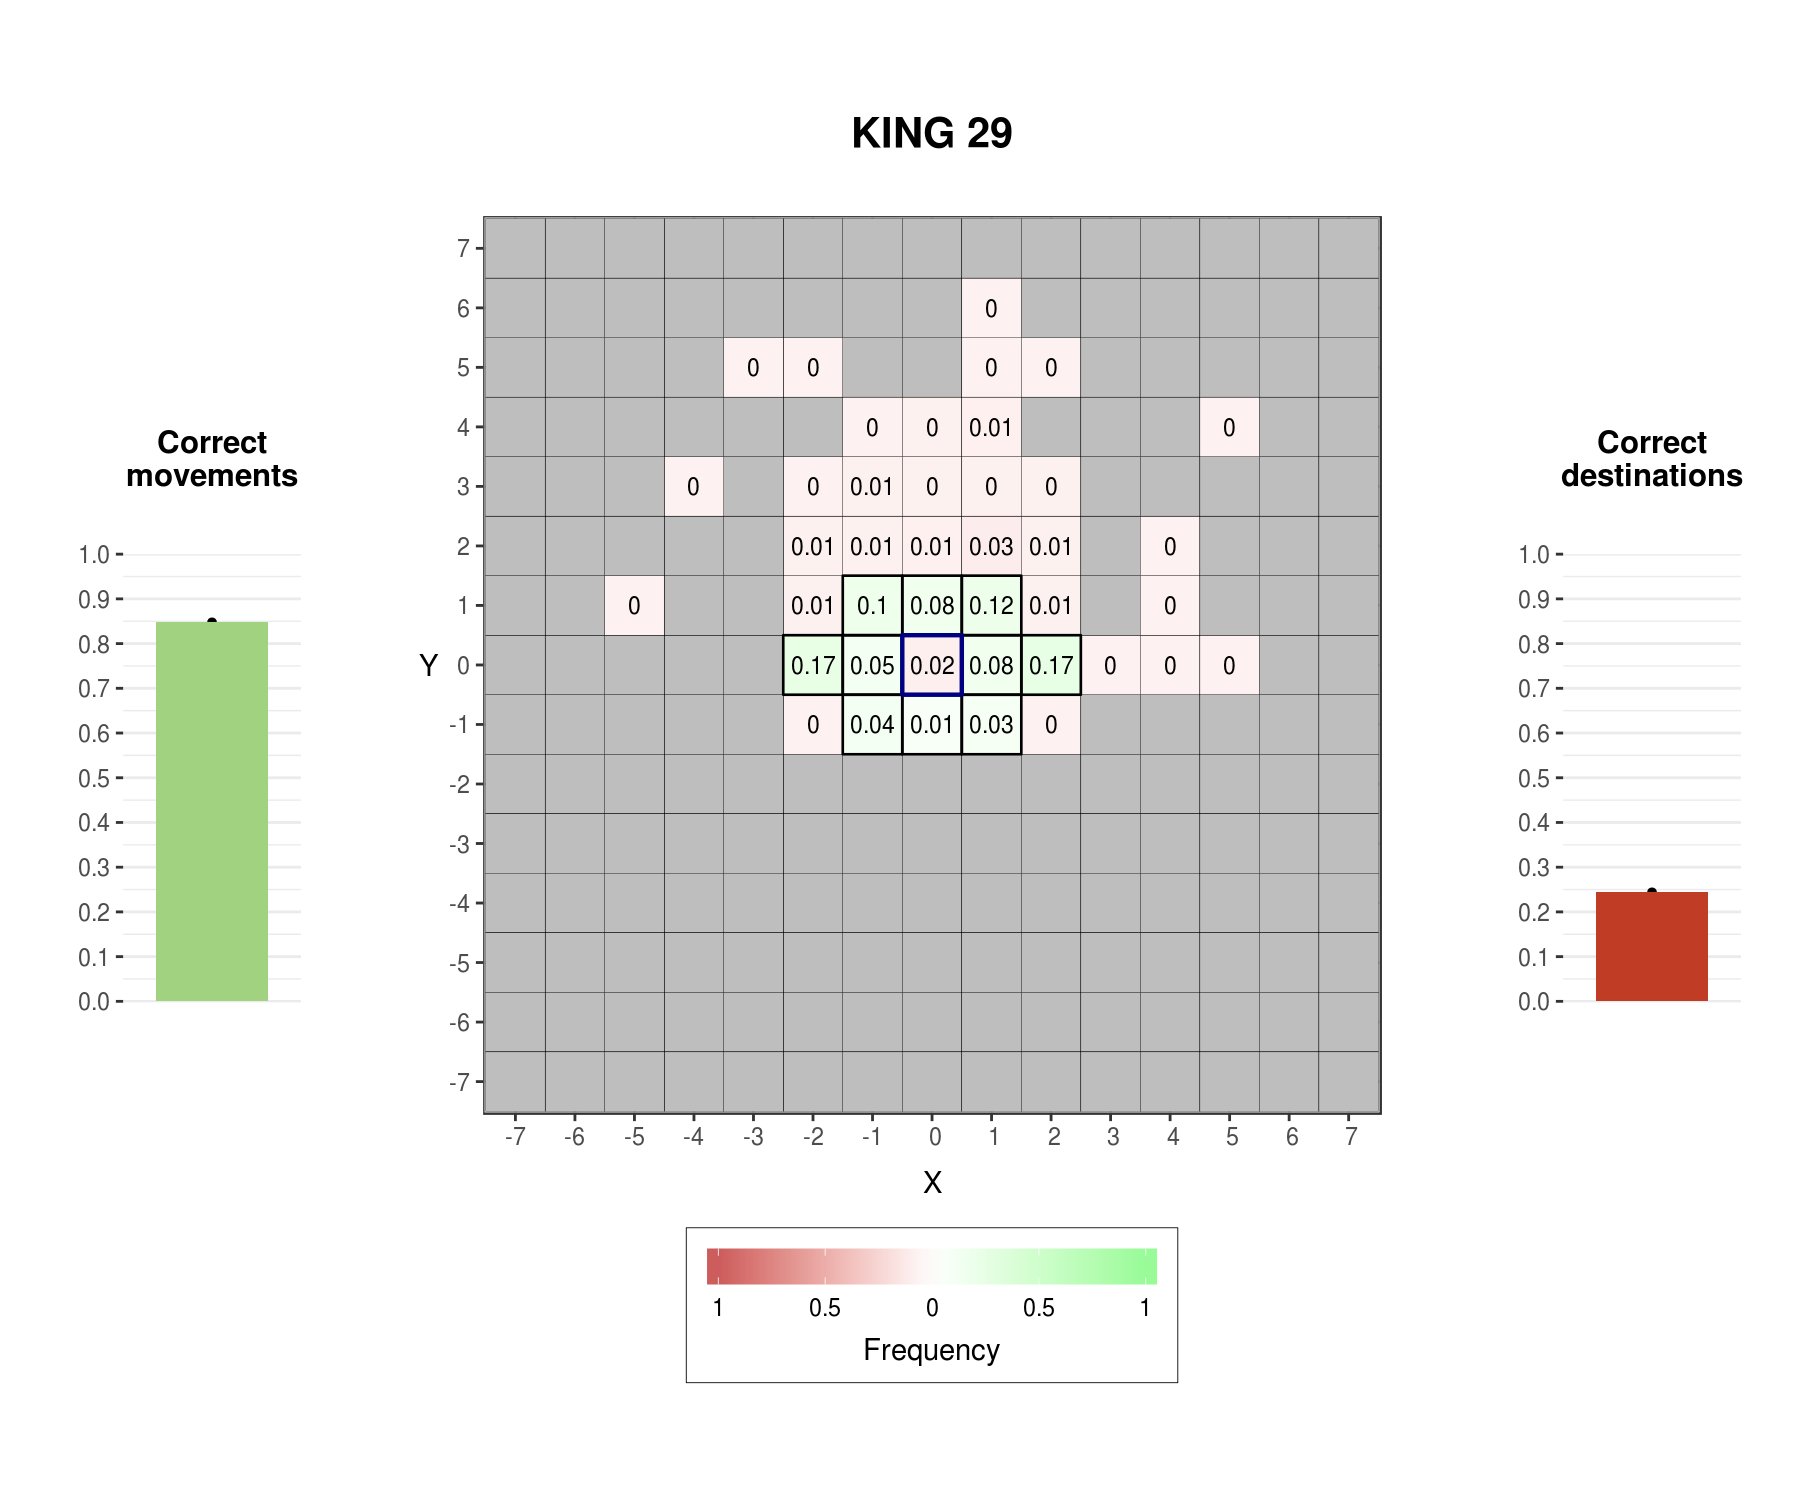 KING 29
Correct
movements
1.0
0.9
0.8
0.7
0.6
0.5
0.4
0.3
0.2
0.1
0.0
Y
7
6
5
4
3
2
1
0
-1
-2
-3
-4
-5
-6
-7
0
0 0 0 0
0 0 0.01 0
0 0 0.01 0 0 0
0.01 0.01 0.01 0.03 0.01 0
0 0.01 0.1 0.08 0.12 0.01 0
0.17 0.05 0.02 0.08 0.17 0 0 0
0 0.04 0.01 0.03 0
-7 -6 -5 -4 -3 -2 -1 0 1 2 3 4 5 6 7
X
1 0.5 0 0.5 1
Frequency
Correct
destinations
1.0
0.9
0.8
0.7
0.6
0.5
0.4
0.3
0.2
0.1
0.0